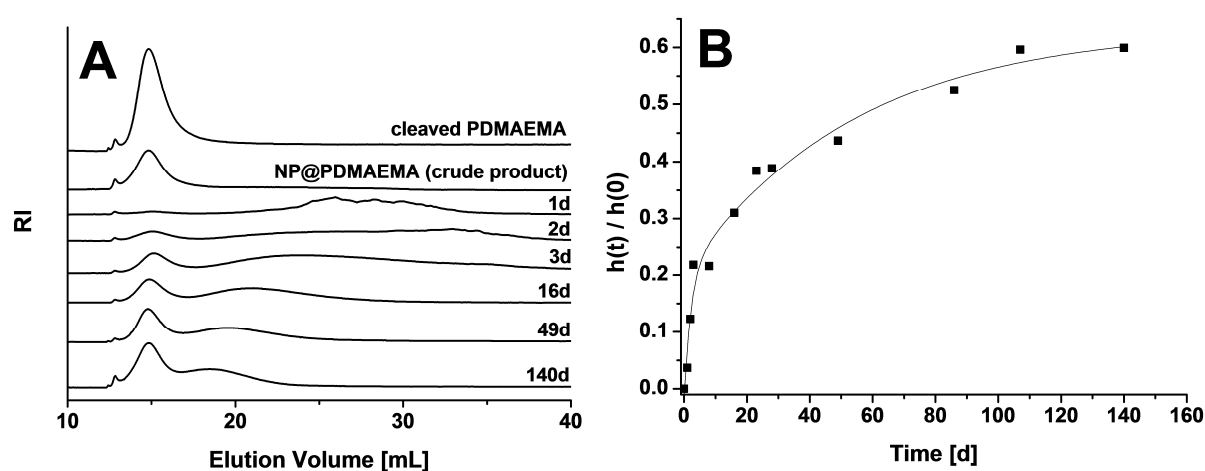 A
cleaved PDMAEMA
NP@PDMAEMA (crude product)
1d
2d
3d
16d
49d
140d
RI
10 20 30 40
Elution Volume [mL]
B
0.6
0.5
0.4
0.3
0.2
0.1
0.0
h(t) / h(0)
0 20 40 60 80 100 120 140 160
Time [d]